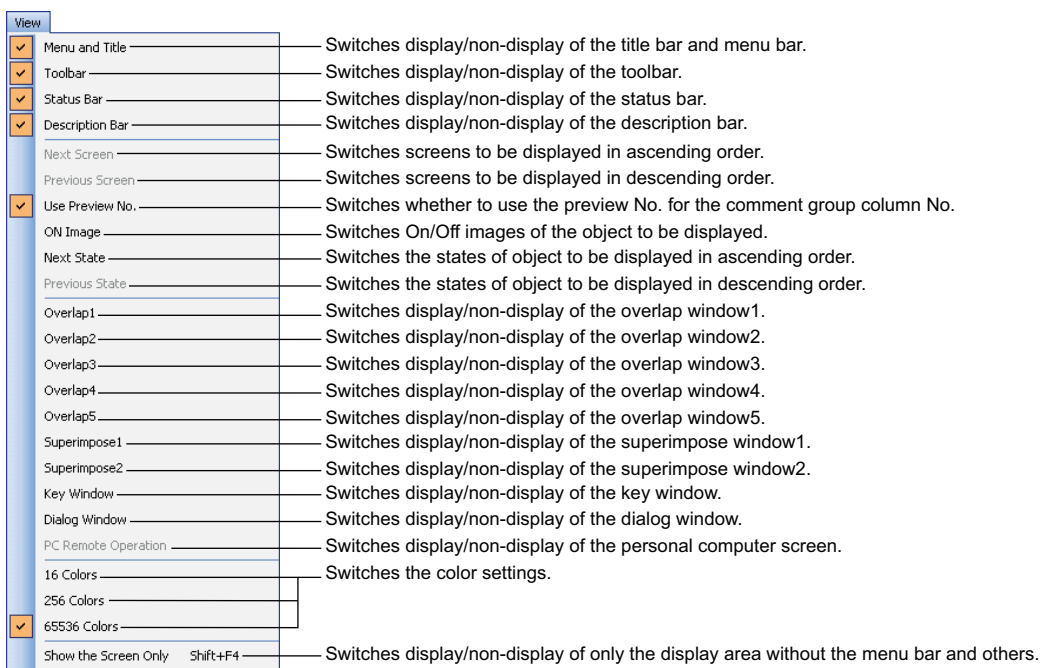 View
Menu and Title Switches display/non-display of the title bar and menu bar.
Toolbar Switches display/non-display of the toolbar.
Status Bar Switches display/non-display of the status bar.
Description Bar Switches display/non-display of the description bar.
Next Screen Switches screens to be displayed in ascending order.
Previous Screen Switches screens to be displayed in descending order.
Use Preview No. Switches whether to use the preview No. for the comment group column No.
ON Image Switches On/Off images of the object to be displayed.
Next State Switches the states of object to be displayed in ascending order.
Previous State Switches the states of object to be displayed in descending order.
Overlap1 Switches display/non-display of the overlap window1.
Overlap2 Switches display/non-display of the overlap window2.
Overlap3 Switches display/non-display of the overlap window3.
Overlap4 Switches display/non-display of the overlap window4.
Overlap5 Switches display/non-display of the overlap window5.
Superimpose1 Switches display/non-display of the superimpose window1.
Superimpose2 Switches display/non-display of the superimpose window2.
Key Window Switches display/non-display of the key window.
Dialog Window Switches display/non-display of the dialog window.
PC Remote Operation Switches display/non-display of the personal computer screen.
16 Colors Switches the color settings.
256 Colors
65536 Colors
Show the Screen Only Shift+F4 Switches display/non-display of only the display area without the menu bar and others.